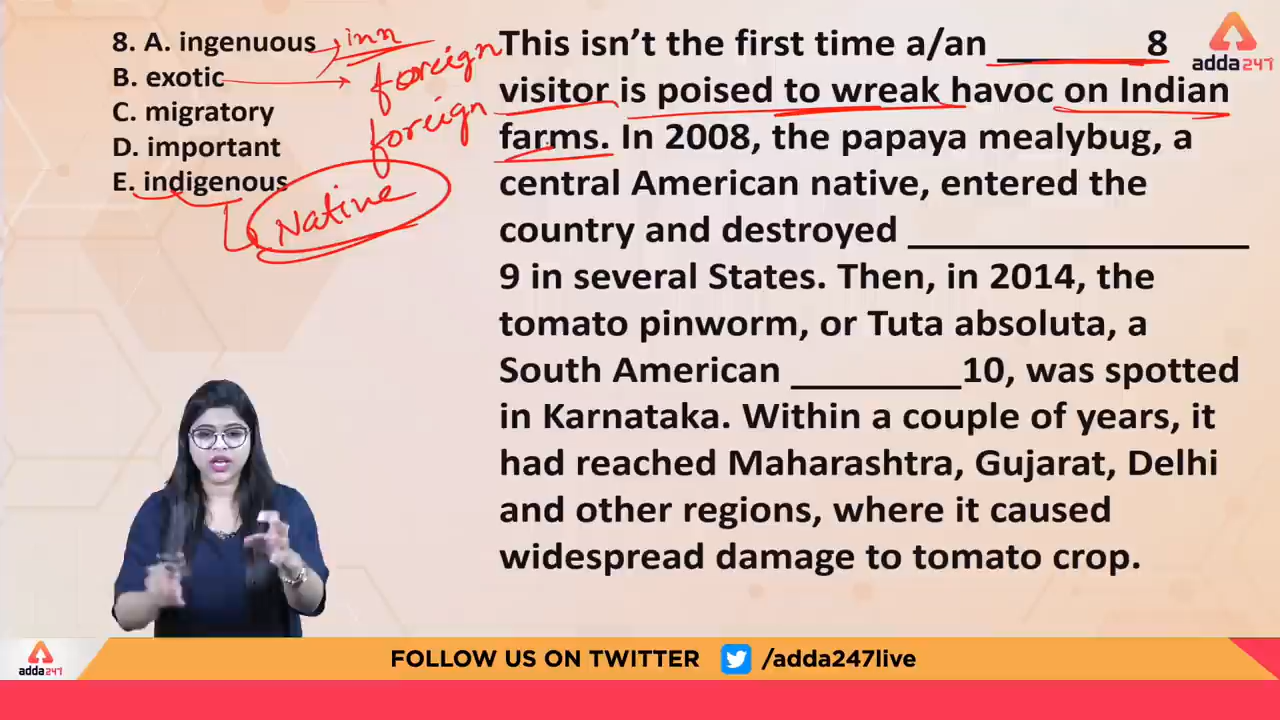 8. A. ingenuous
B. exotic
C. migratory
D. important
E. indigenous
inn
foreign
foreign
Native
This isn’t the first time a/an ________8
visitor is poised to wreak havoc on Indian
farms. In 2008, the papaya mealybug, a
central American native, entered the
country and destroyed ________________
9 in several States. Then, in 2014, the
tomato pinworm, or Tuta absoluta, a
South American ________10, was spotted
in Karnataka. Within a couple of years, it
had reached Maharashtra, Gujarat, Delhi
and other regions, where it caused
widespread damage to tomato crop.
adda247
adda247
FOLLOW US ON TWITTER /adda247live